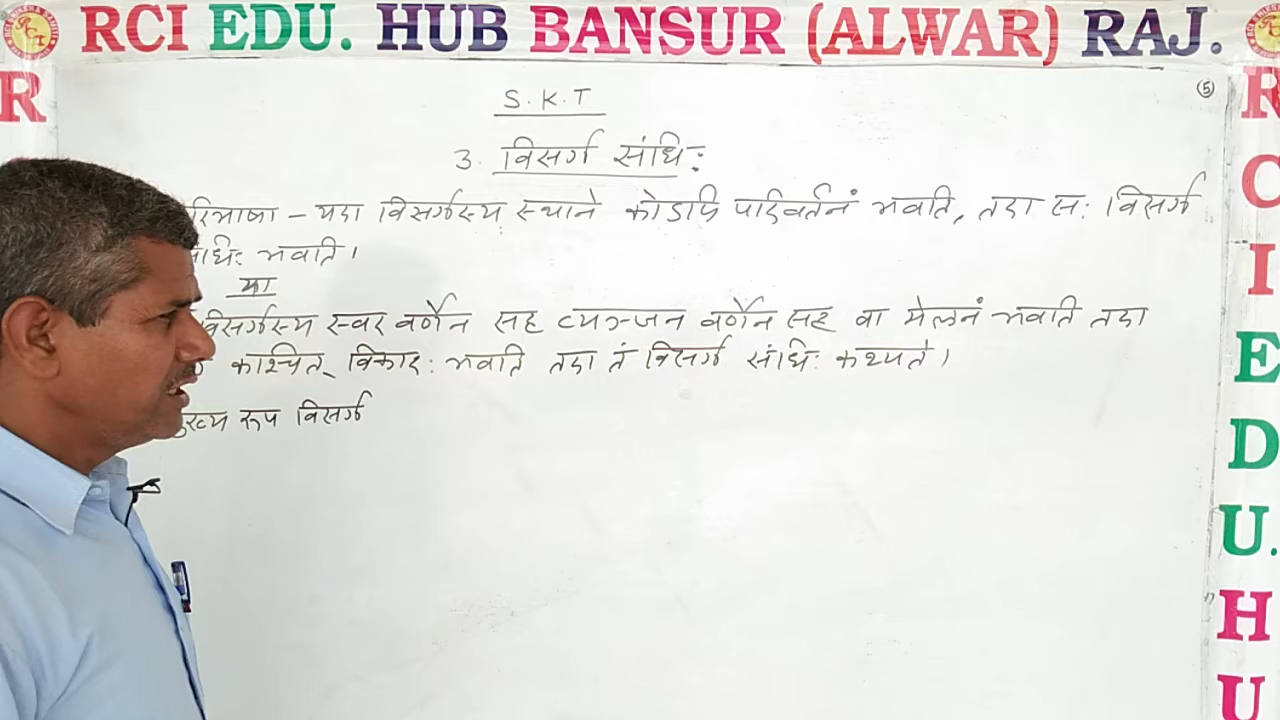 RCI EDU. HUB BANSUR (ALWAR) RAJ.
R
5
S.K.T
3. विसर्ग संधि:
रिभाषा – यदा विसर्गस्य स्थाने कोऽपि परिवर्तनं भवति, तदा स: विसर्ग
धि: भवति।
या
विसर्गस्य स्वर वर्णेन सह व्यञ्जन वर्णेन सह वा मेलनं भवति तदा
कश्चित् विकार: भवति तदा तं विसर्ग संधि: कथ्यते।
ुख्य रूप विसर्ग
R
C
I
E
D
U.
H
U